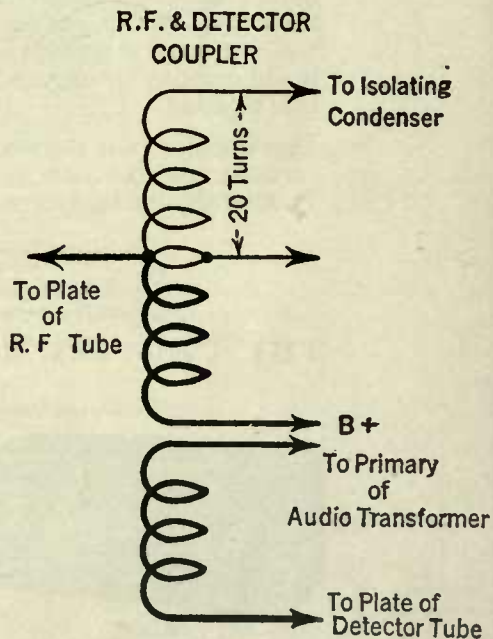 R.F. & DETECTOR
COUPLER
To Isolating
Condenser
20 Turns
To Plate
of
R. F Tube
B+
To Primary
of
Audio Transformer
To Plate of
Detector Tube